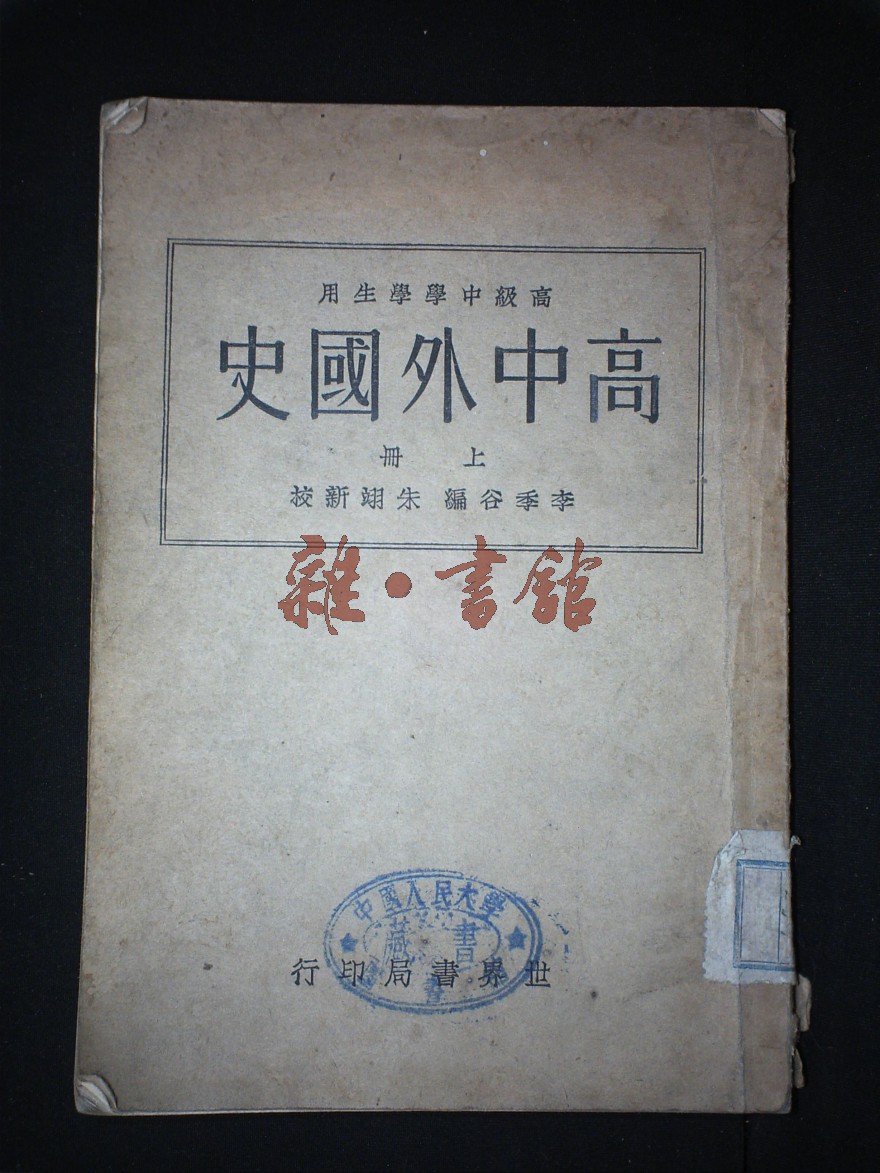 高級中學學生用
高中外國史
上冊
李季谷編 朱翊新校
雜·書館
中國人民大學
藏書
世界書局印行